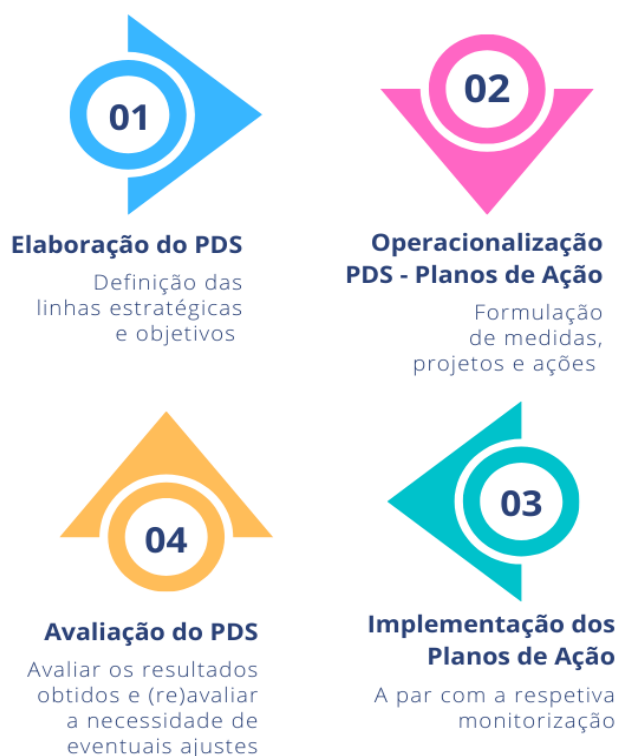 01
Elaboração do PDS
Definição das
linhas estratégicas
e objetivos
02
Operacionalização
PDS - Planos de Ação
Formulação
de medidas,
projetos e ações
03
Implementação dos
Planos de Ação
A par com a respetiva
monitorização
04
Avaliação do PDS
Avaliar os resultados
obtidos e (re)avaliar
a necessidade de
eventuais ajustes